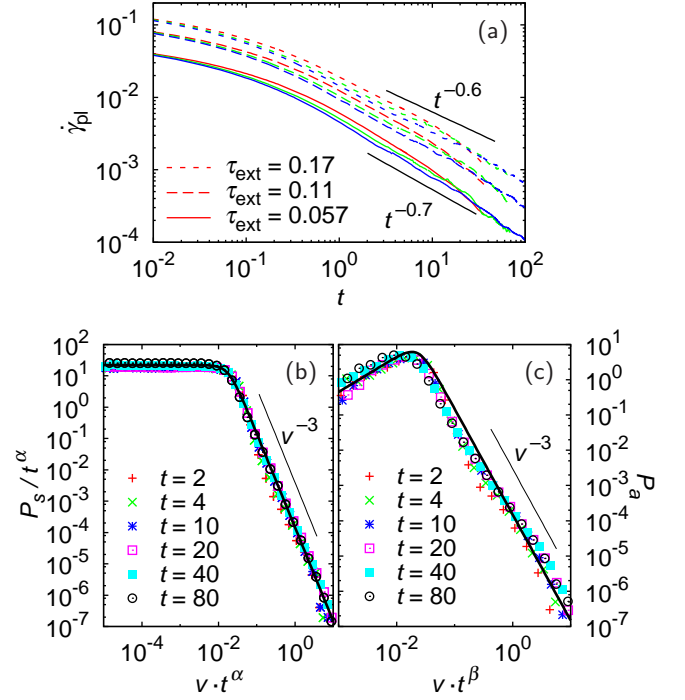 (a)
10⁻¹
10⁻²
10⁻³
10⁻⁴
γ̇pl
t⁻⁰·⁶
t⁻⁰·⁷
τext = 0.17
τext = 0.11
τext = 0.057
10⁻² 10⁻¹ 10⁰ 10¹ 10²
t
(b)
10²
10¹
10⁰
10⁻¹
10⁻²
10⁻³
10⁻⁴
10⁻⁵
10⁻⁶
10⁻⁷
Ps / tᵅ
v⁻³
t = 2
t = 4
t = 10
t = 20
t = 40
t = 80
10⁻⁴ 10⁻² 10⁰
v · tᵅ
(c)
10¹
10⁰
10⁻¹
10⁻²
10⁻³
10⁻⁴
10⁻⁵
10⁻⁶
10⁻⁷
Pa
v⁻³
t = 2
t = 4
t = 10
t = 20
t = 40
t = 80
10⁻² 10⁰
v · tᵝ